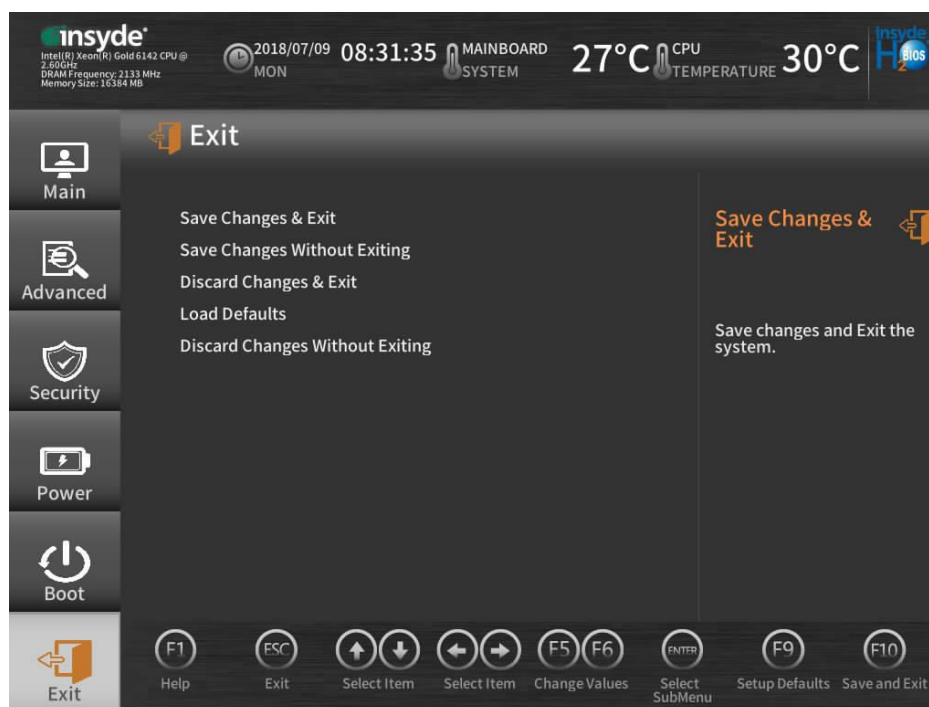 insyde
Intel(R) Xeon(R) Gold 6142 CPU @
2.60GHz
DRAM Frequency: 2133 MHz
Memory Size: 16384 MB
2018/07/09
MON
08:31:35
MAINBOARD
SYSTEM
27°C
CPU
TEMPERATURE
30°C
insyde
H2BIOS
Exit
Main
Advanced
Security
Power
Boot
Exit
Save Changes & Exit
Save Changes Without Exiting
Discard Changes & Exit
Load Defaults
Discard Changes Without Exiting
Save Changes &
Exit
Save changes and Exit the
system.
F1
Help
ESC
Exit
Select Item
Select Item
F5 F6
Change Values
ENTER
Select
SubMenu
F9
Setup Defaults
F10
Save and Exit